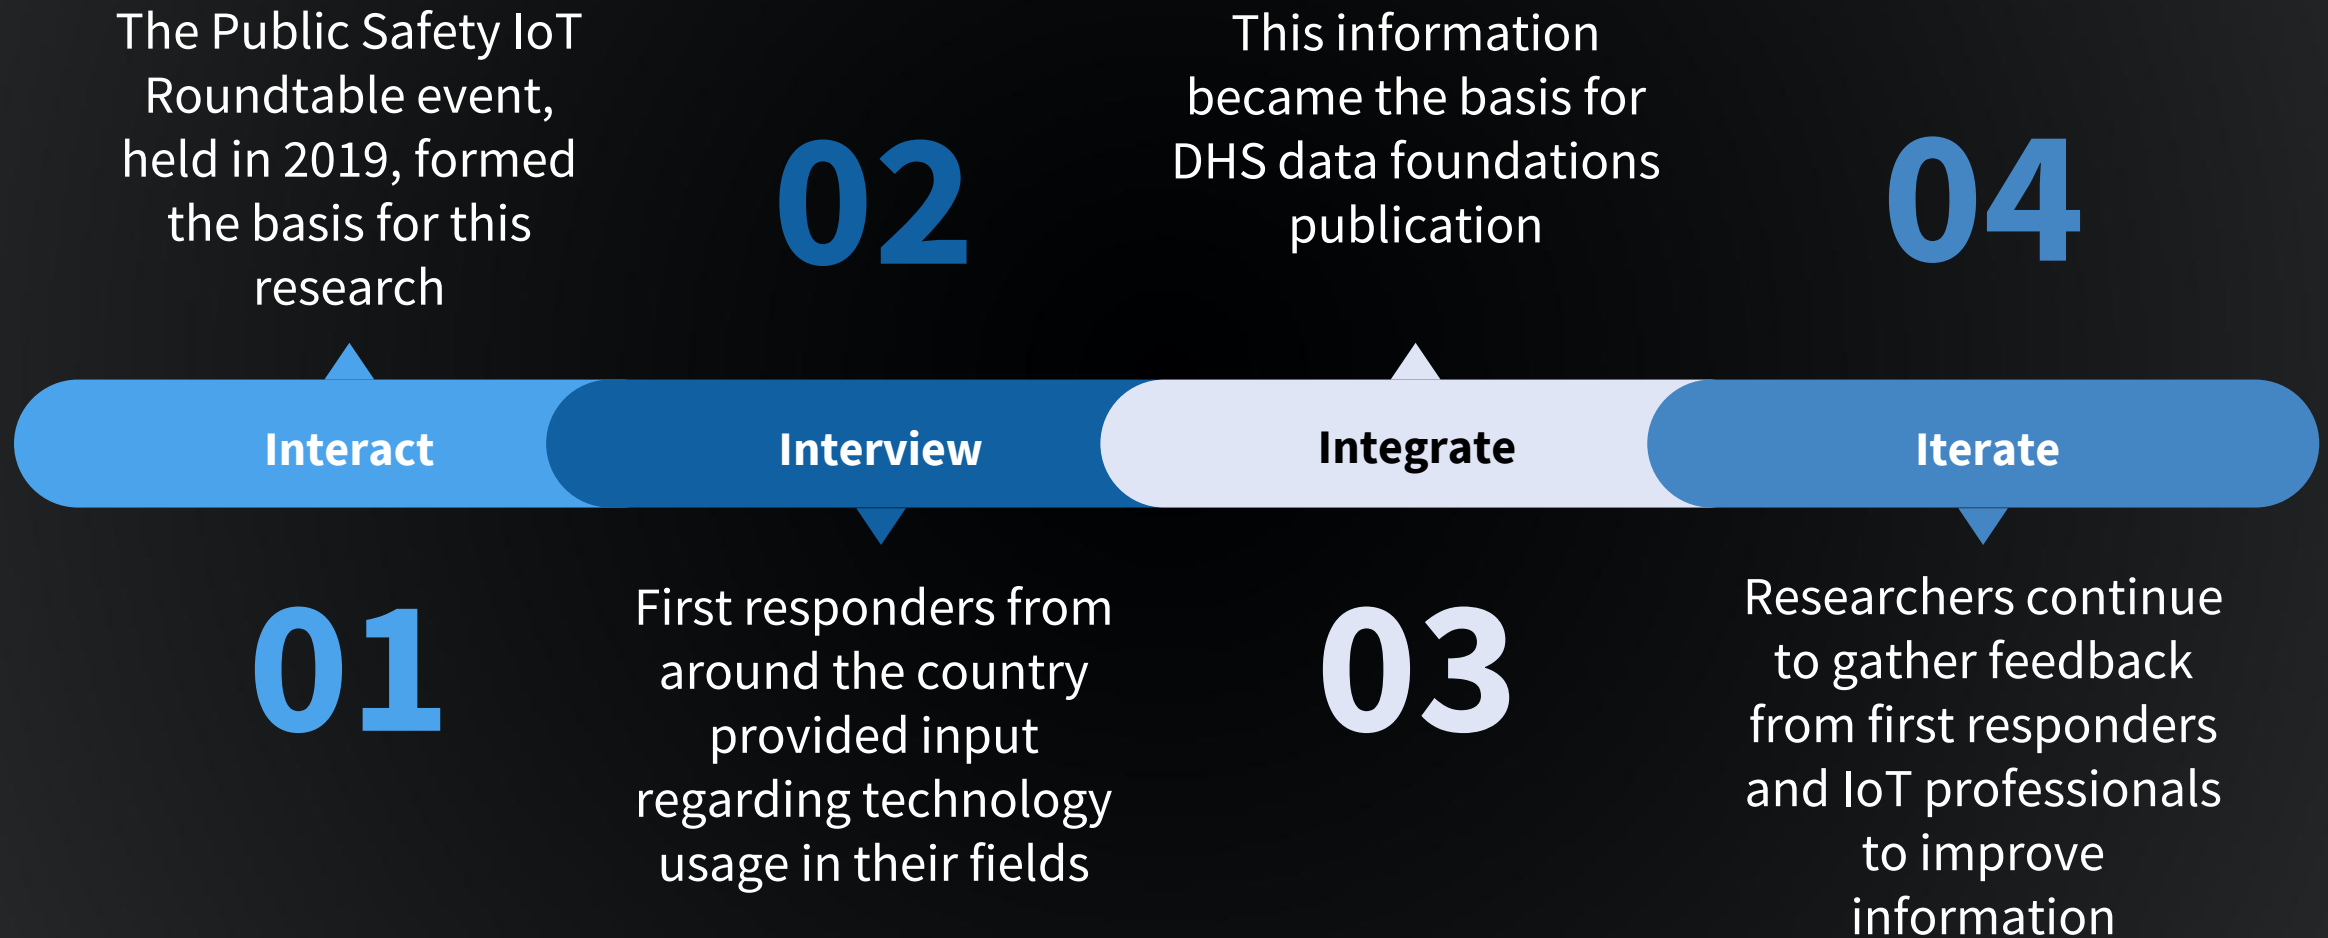 The Public Safety IoT
Roundtable event,
held in 2019, formed
the basis for this
research
Interact
01
02
Interview
First responders from
around the country
provided input
regarding technology
usage in their fields
This information
became the basis for
DHS data foundations
publication
Integrate
03
04
Iterate
Researchers continue
to gather feedback
from first responders
and IoT professionals
to improve
information